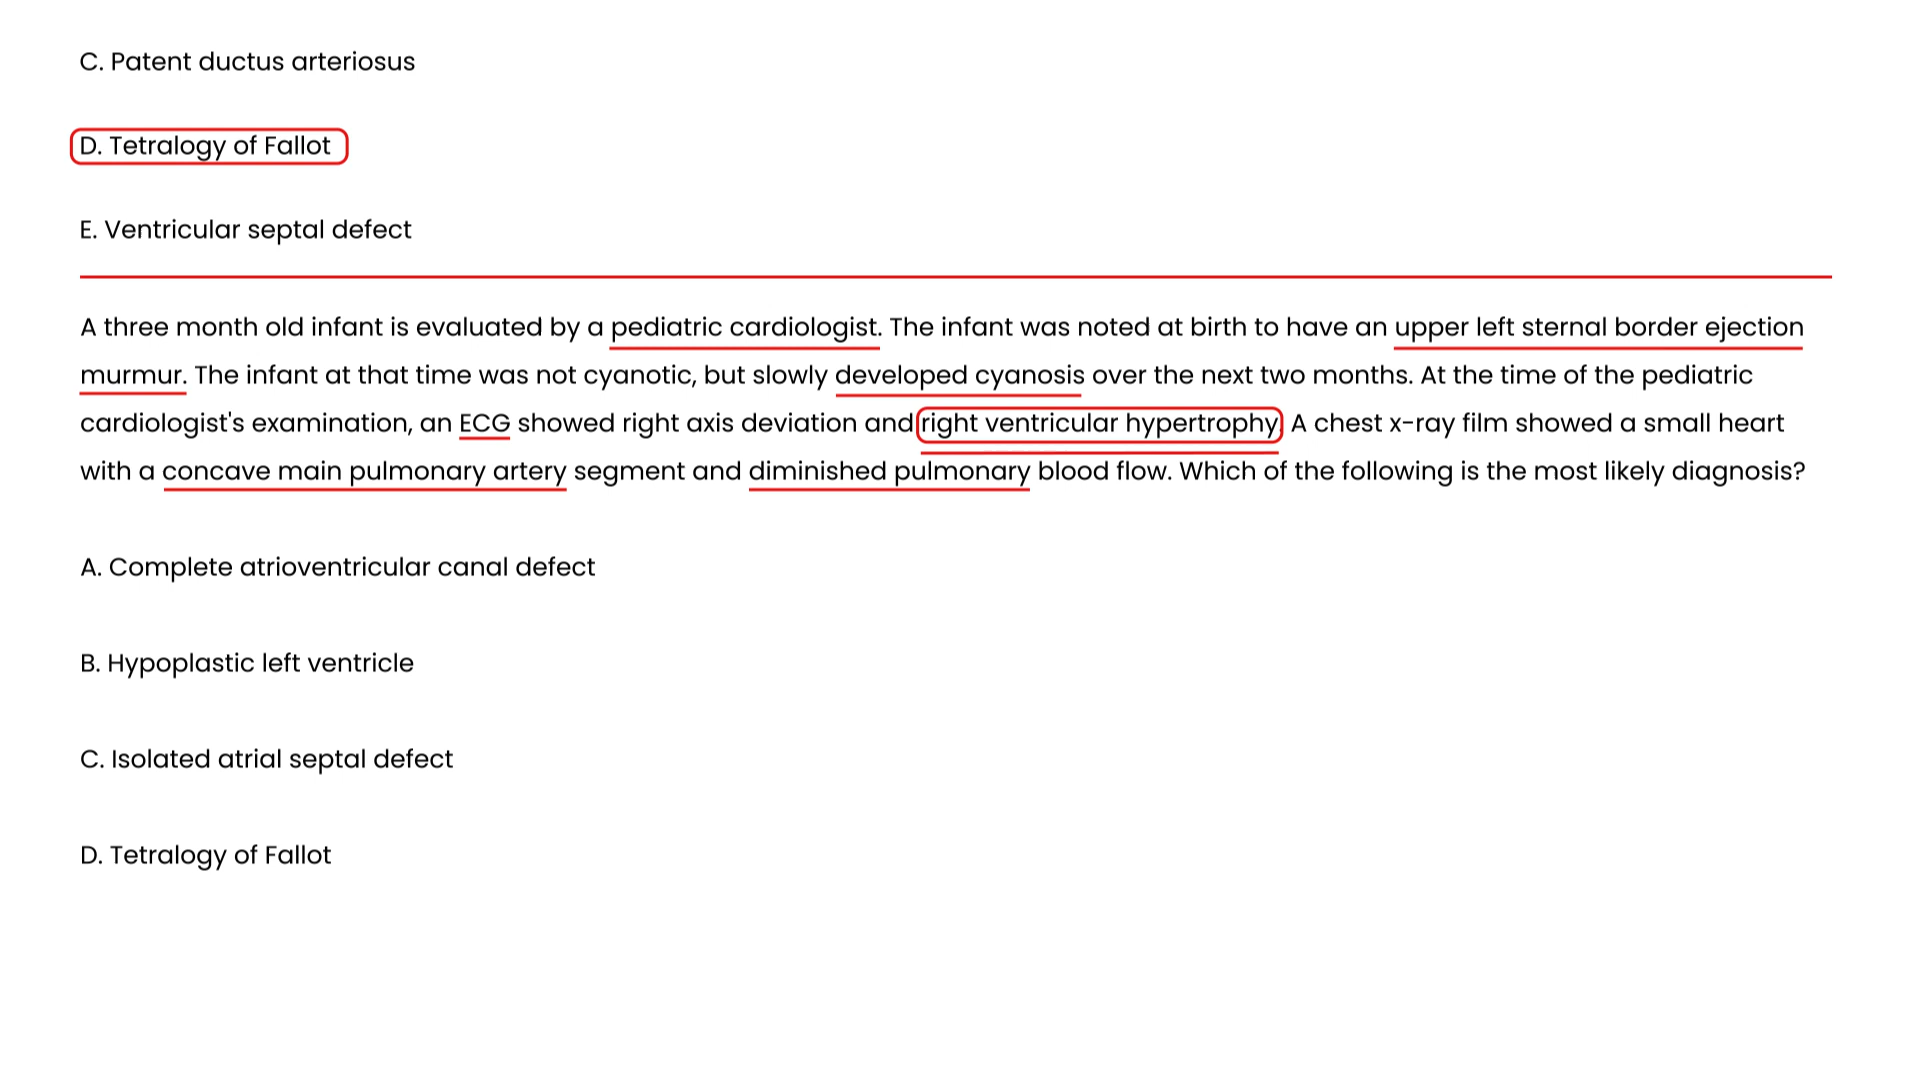 C. Patent ductus arteriosus
D. Tetralogy of Fallot
E. Ventricular septal defect
A three month old infant is evaluated by a pediatric cardiologist. The infant was noted at birth to have an upper left sternal border ejection
murmur. The infant at that time was not cyanotic, but slowly developed cyanosis over the next two months. At the time of the pediatric
cardiologist's examination, an ECG showed right axis deviation and right ventricular hypertrophy. A chest x-ray film showed a small heart
with a concave main pulmonary artery segment and diminished pulmonary blood flow. Which of the following is the most likely diagnosis?
A. Complete atrioventricular canal defect
B. Hypoplastic left ventricle
C. Isolated atrial septal defect
D. Tetralogy of Fallot